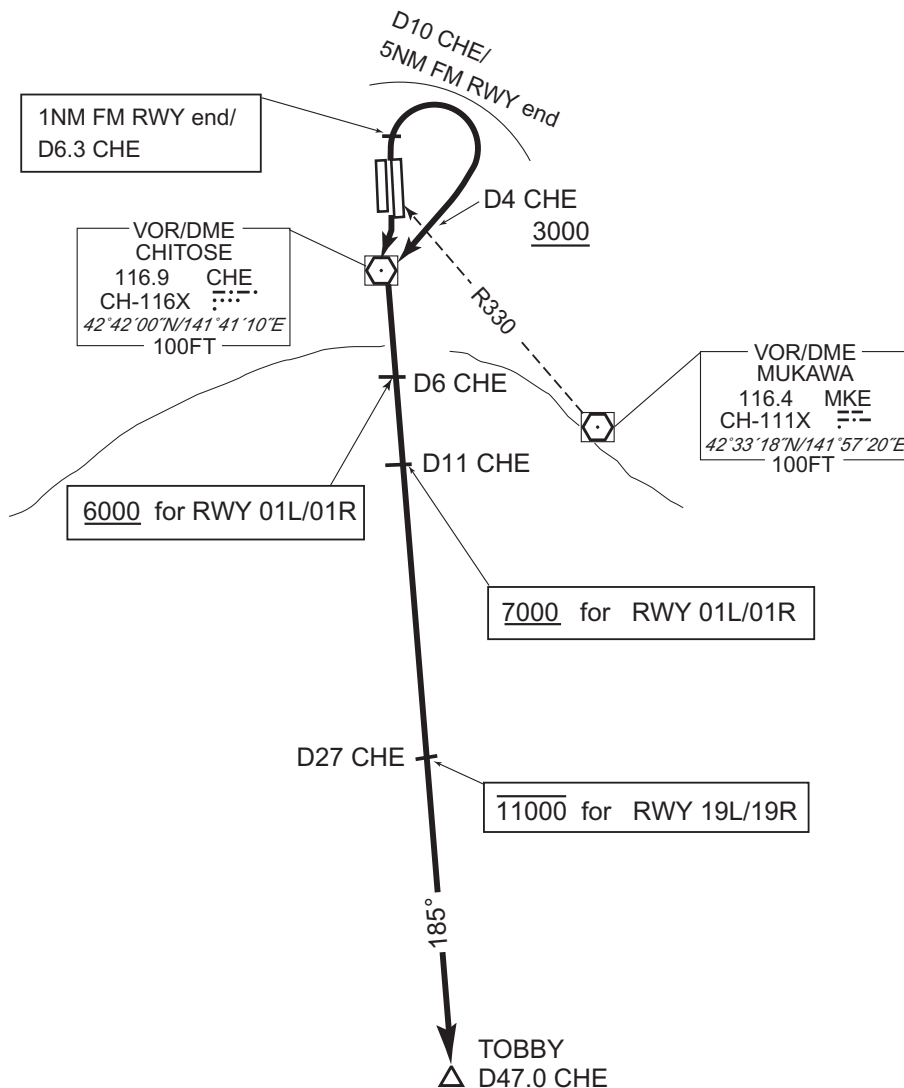 D10 CHE/
5NM FM RWY end
1NM FM RWY end/
D6.3 CHE
D4 CHE
3000
VOR/DME
CHITOSE
116.9 CHE
CH-116X
42°42´00˝N/141°41´10˝E
100FT
R330
VOR/DME
MUKAWA
116.4 MKE
CH-111X
42°33´18˝N/141°57´20˝E
100FT
D6 CHE
D11 CHE
6000 for RWY 01L/01R
7000 for RWY 01L/01R
D27 CHE
11000 for RWY 19L/19R
185°
TOBBY
D47.0 CHE